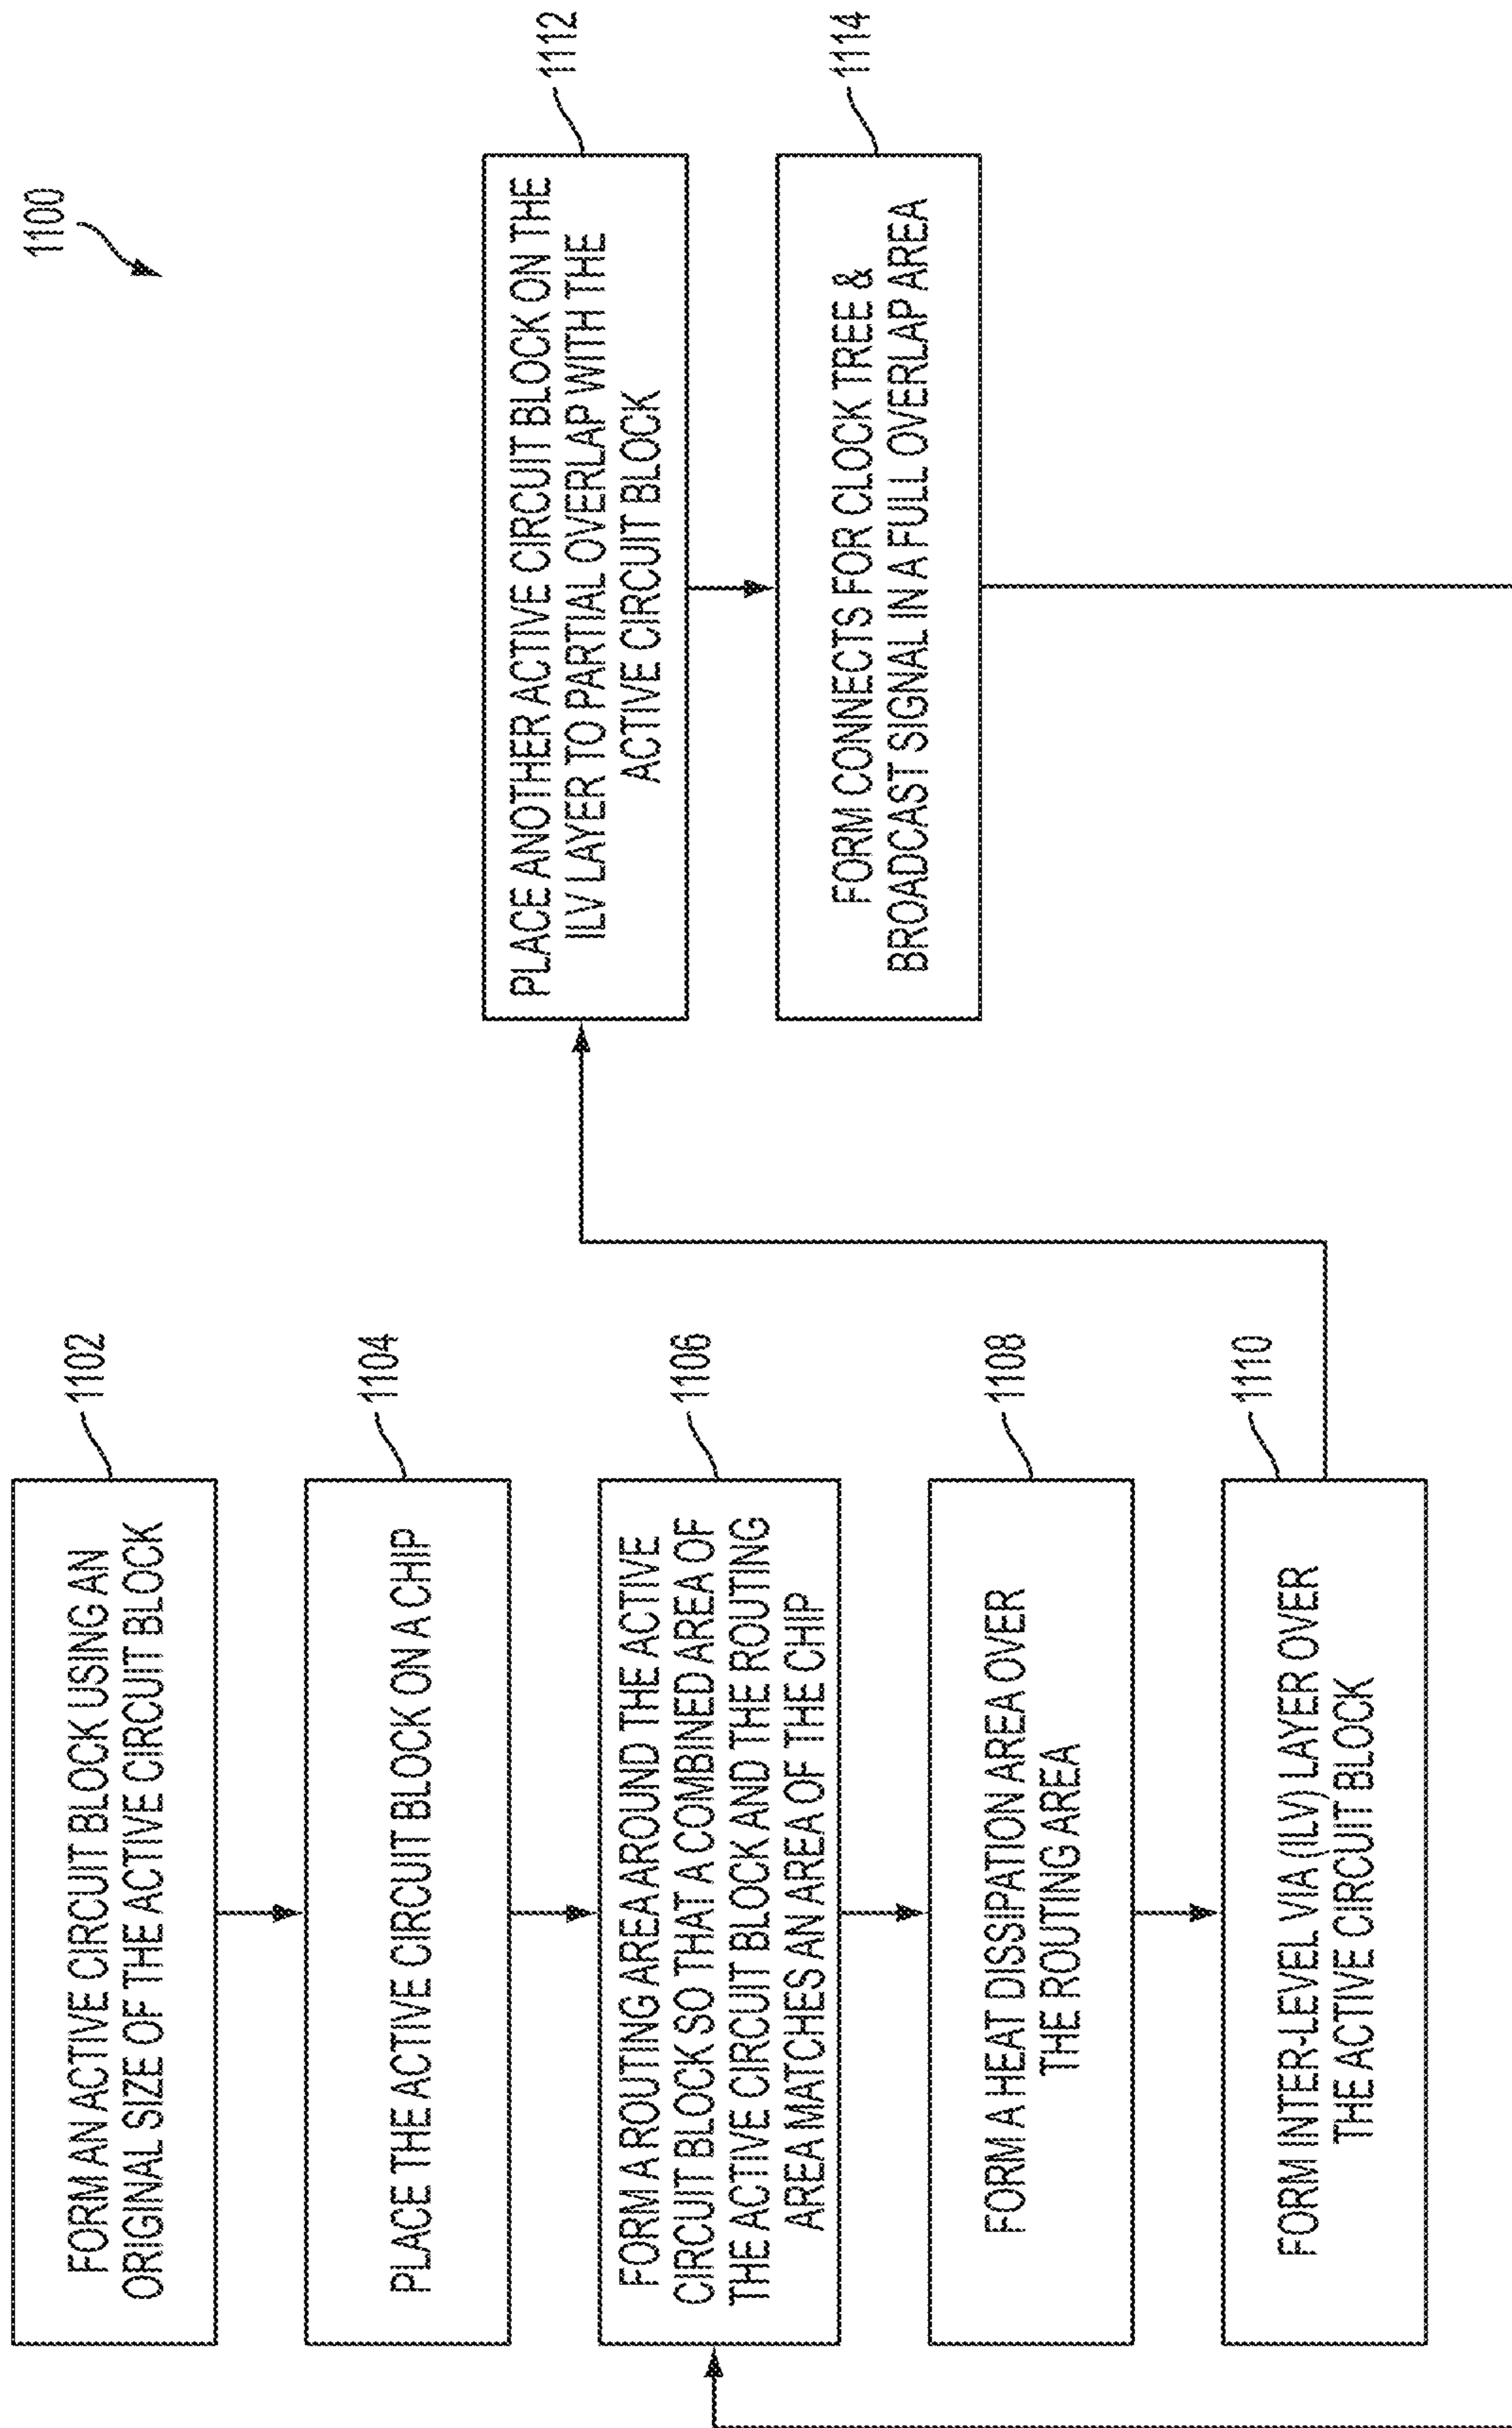 1100
1102
FORM AN ACTIVE CIRCUIT BLOCK USING AN
ORIGINAL SIZE OF THE ACTIVE CIRCUIT BLOCK
1104
PLACE THE ACTIVE CIRCUIT BLOCK ON A CHIP
1106
FORM A ROUTING AREA AROUND THE ACTIVE
CIRCUIT BLOCK SO THAT A COMBINED AREA OF
THE ACTIVE CIRCUIT BLOCK AND THE ROUTING
AREA MATCHES AN AREA OF THE CHIP
1108
FORM A HEAT DISSIPATION AREA OVER
THE ROUTING AREA
1110
FORM INTER-LEVEL VIA (ILV) LAYER OVER
THE ACTIVE CIRCUIT BLOCK
1112
PLACE ANOTHER ACTIVE CIRCUIT BLOCK ON THE
ILV LAYER TO PARTIAL OVERLAP WITH THE
ACTIVE CIRCUIT BLOCK
1114
FORM CONNECTS FOR CLOCK TREE &
BROADCAST SIGNAL IN A FULL OVERLAP AREA